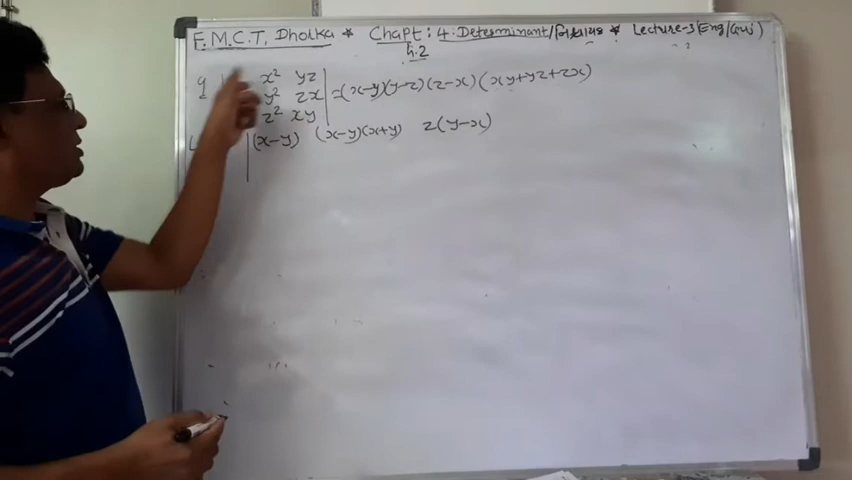 F.M.C.T, Dholka * Chapt: 4. Determinant / * Lecture-3 (Eng/Guj)
4.2
9 x² yz
y² zx = (x-y)(y-z)(z-x)(xy+yz+zx)
z² xy
L (x-y) (x-y)(x+y) z(y-x)